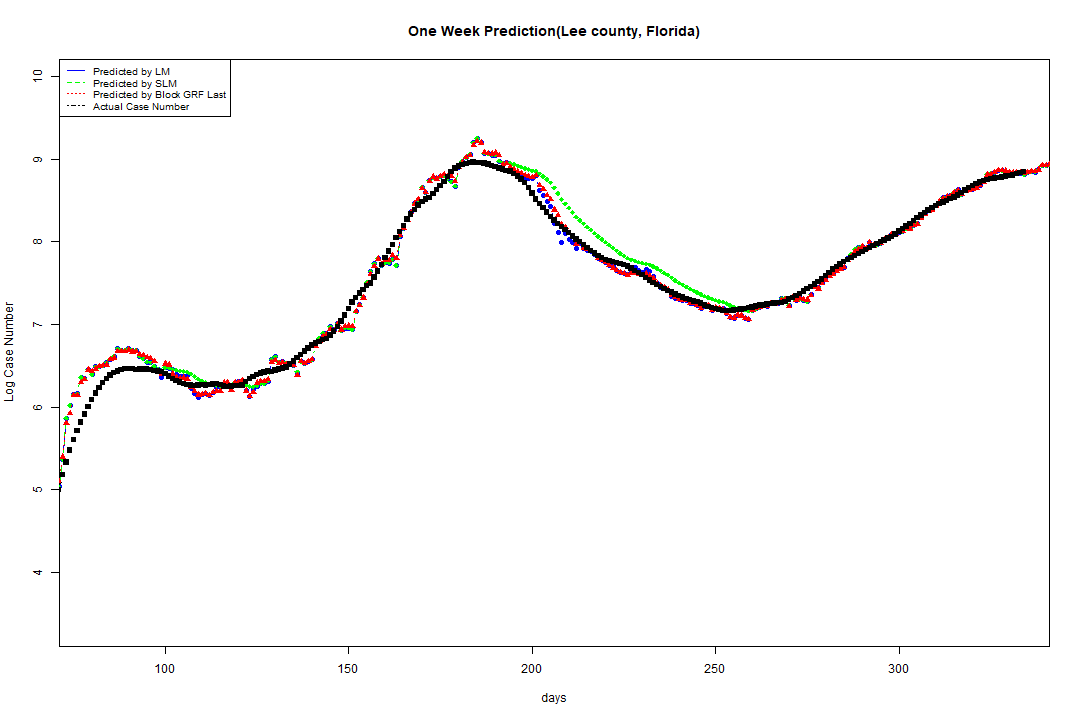 One Week Prediction(Lee county, Florida)
Predicted by LM
Predicted by SLM
Predicted by Block GRF Last
Actual Case Number
10
9
8
7
6
5
4
Log Case Number
100 150 200 250 300
days